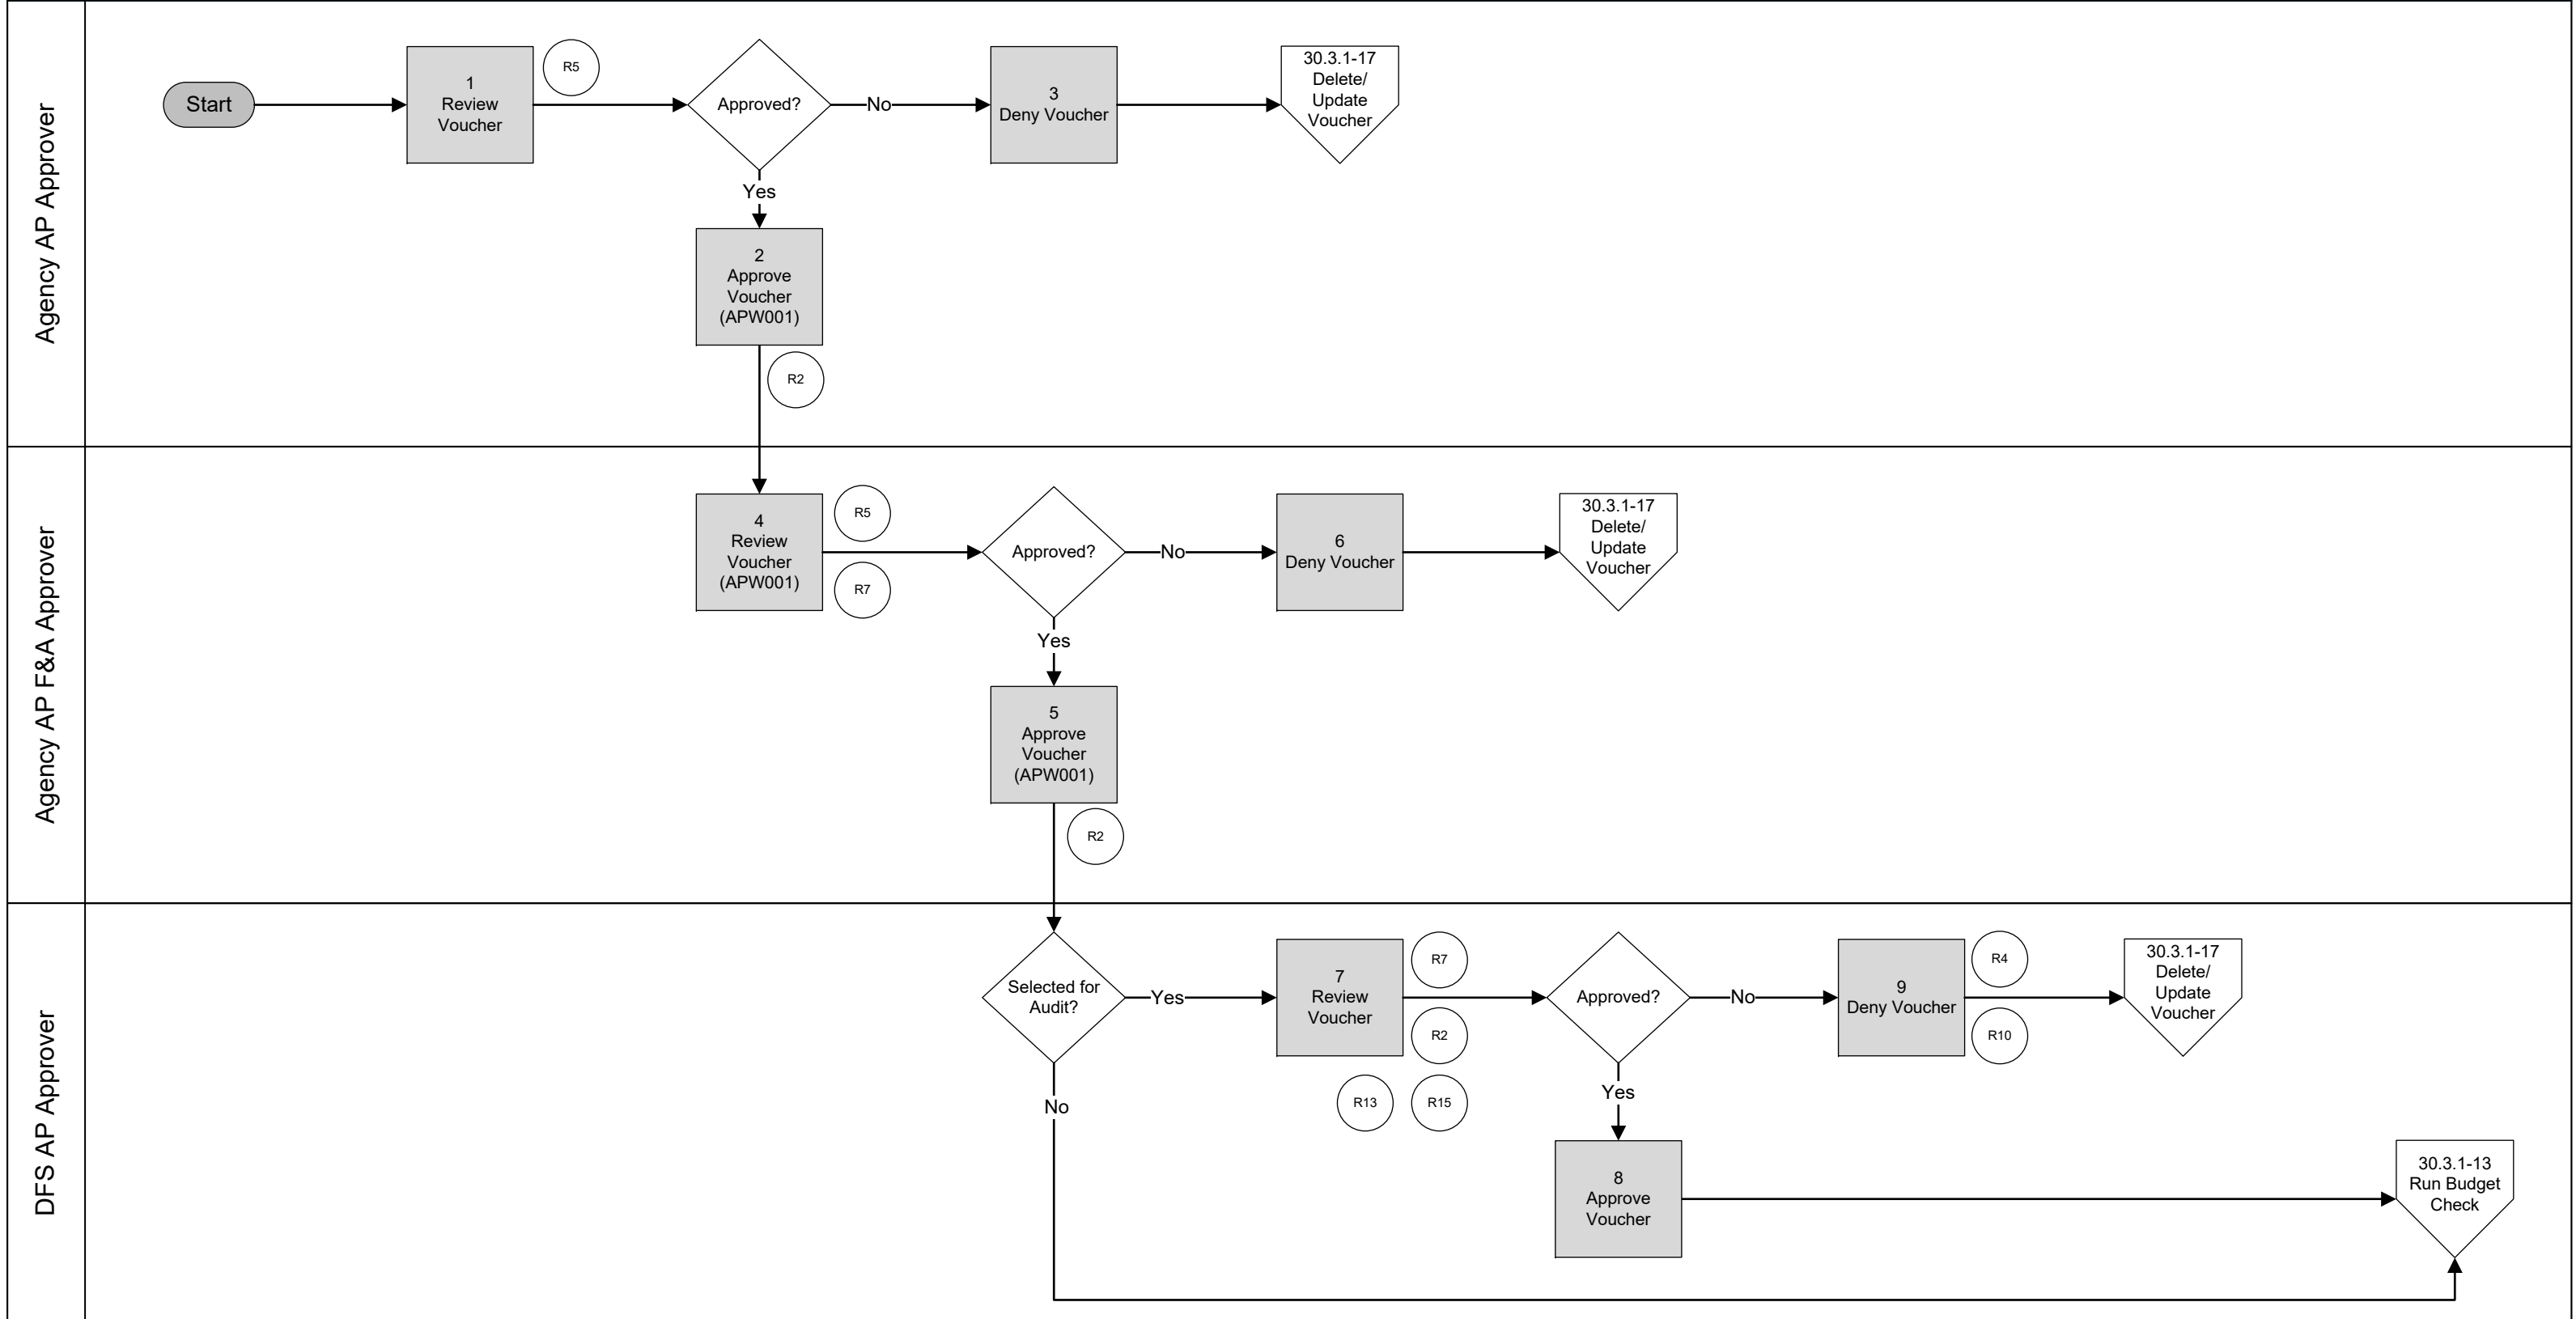 Agency AP Approver
Start
1
Review
Voucher
R5
Approved?
No
3
Deny Voucher
30.3.1-17
Delete/
Update
Voucher
Yes
2
Approve
Voucher
(APW001)
R2
Agency AP F&A Approver
4
Review
Voucher
(APW001)
R5
R7
Approved?
No
6
Deny Voucher
30.3.1-17
Delete/
Update
Voucher
Yes
5
Approve
Voucher
(APW001)
R2
DFS AP Approver
Selected for
Audit?
Yes
7
Review
Voucher
R7
R2
R13
R15
Approved?
No
9
Deny Voucher
R4
R10
30.3.1-17
Delete/
Update
Voucher
Yes
No
8
Approve
Voucher
30.3.1-13
Run Budget
Check